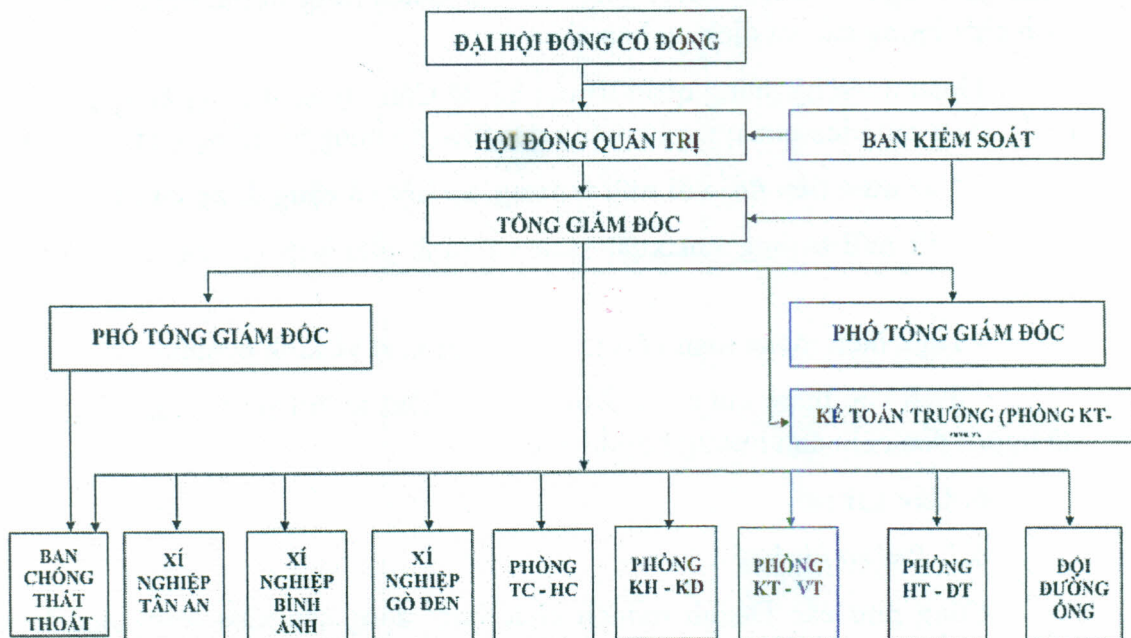 ĐẠI HỘI ĐỒNG CỔ ĐÔNG
HỘI ĐỒNG QUẢN TRỊ
BAN KIỂM SOÁT
TỔNG GIÁM ĐỐC
PHÓ TỔNG GIÁM ĐỐC
PHÓ TỔNG GIÁM ĐỐC
KẾ TOÁN TRƯỞNG (PHÒNG KT-
BAN
CHỐNG
THẤT
THOÁT
XÍ
NGHIỆP
TÂN AN
XÍ
NGHIỆP
BÌNH
ẢNH
XÍ
NGHIỆP
GÒ ĐEN
PHÒNG
TC - HC
PHÒNG
KH - KD
PHÒNG
KT - VT
PHÒNG
HT - ĐT
ĐỘI
ĐƯỜNG
ỐNG